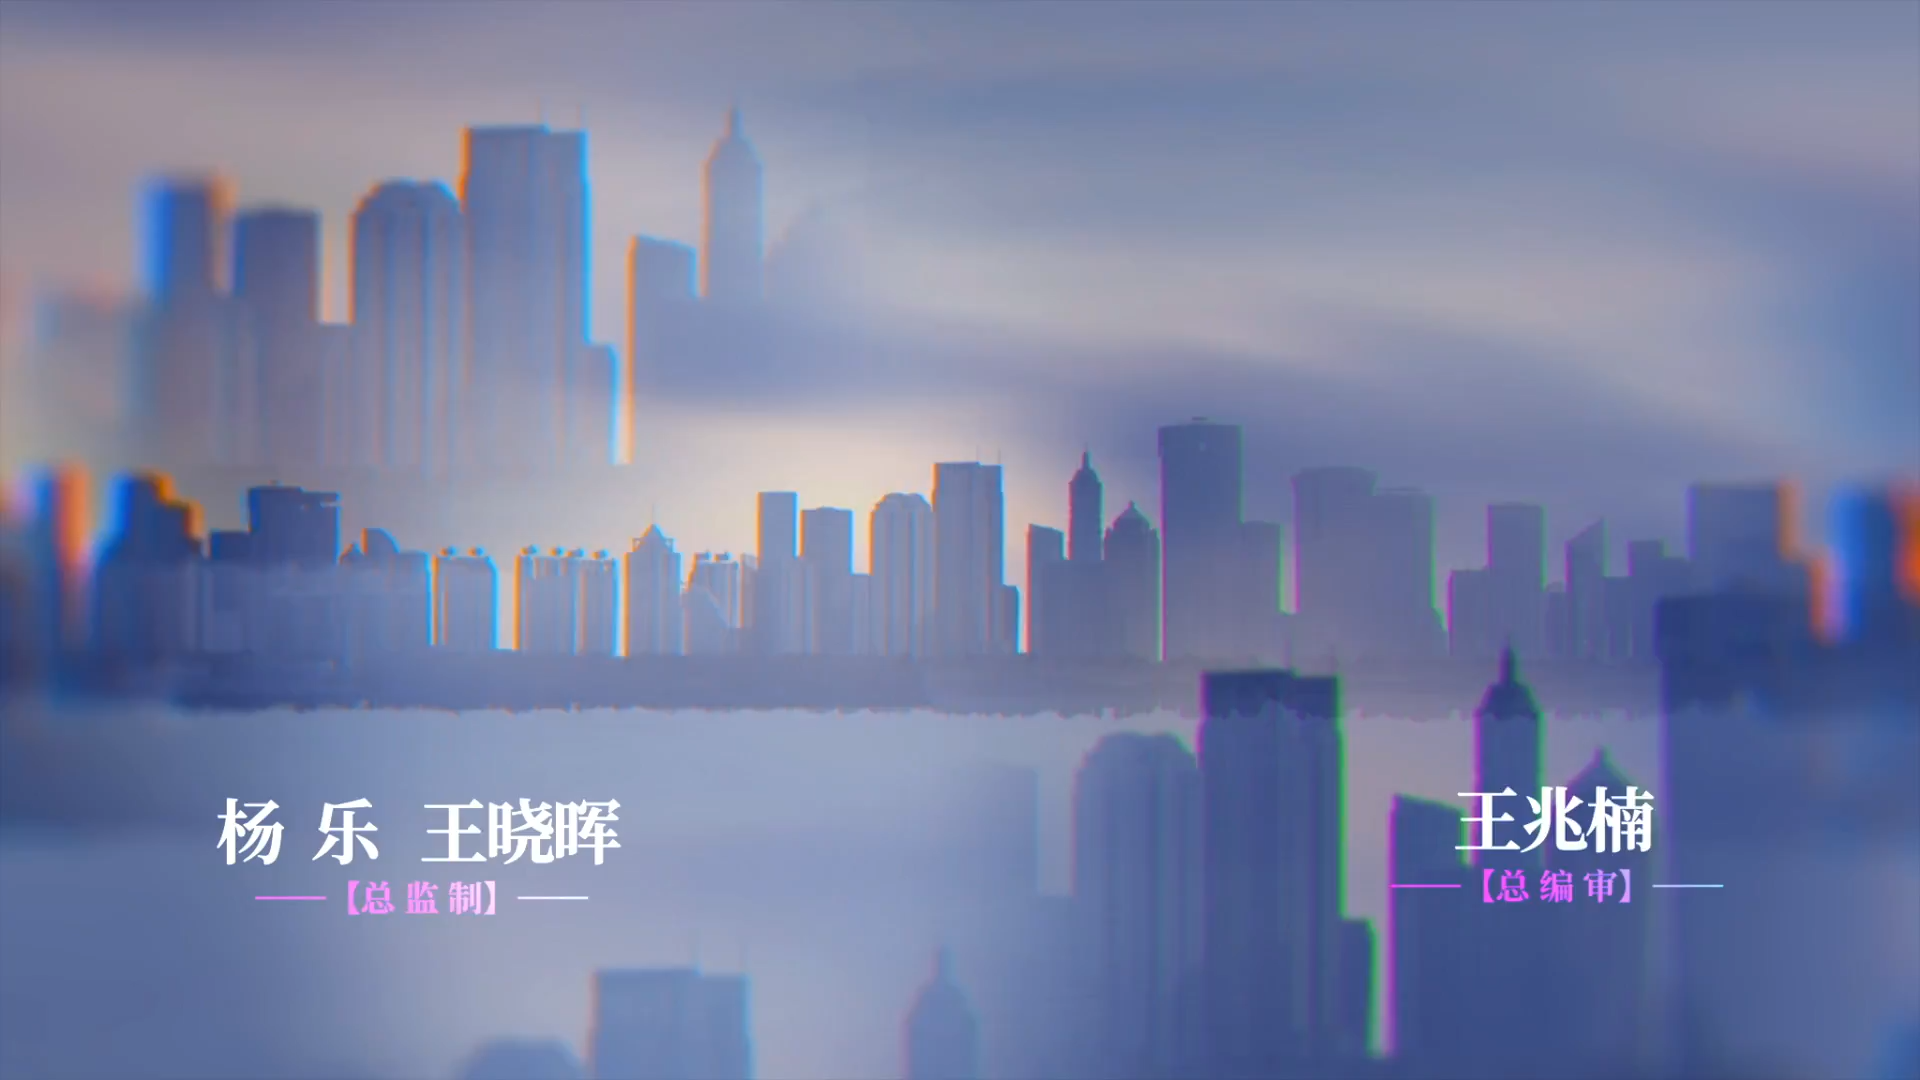 杨 乐 王晓晖
【总监制】
王兆楠
【总编审】